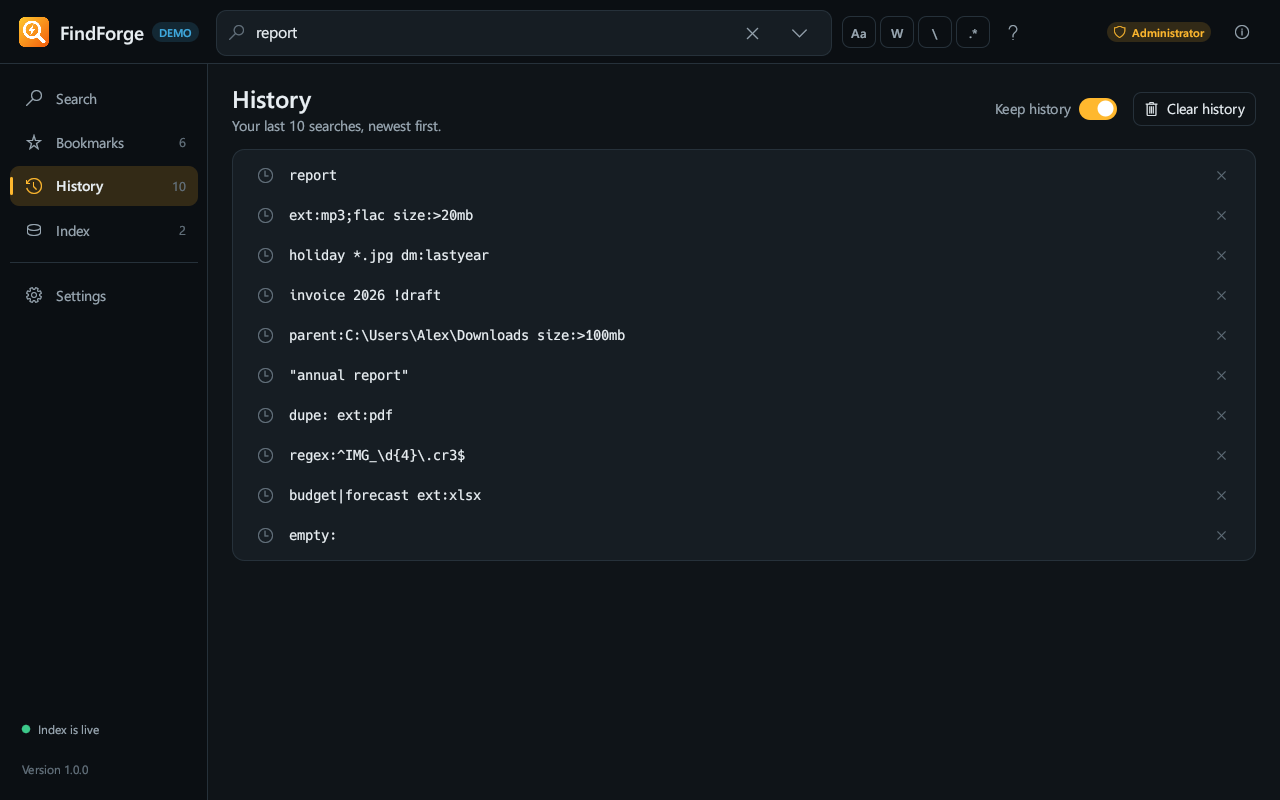 FindForge DEMO
report
Aa W \ .* ?
Administrator
Search
Bookmarks 6
History 10
Index 2
Settings
Index is live
Version 1.0.0
History
Your last 10 searches, newest first.
Keep history
Clear history
report
ext:mp3;flac size:>20mb
holiday *.jpg dm:lastyear
invoice 2026 !draft
parent:C:\Users\Alex\Downloads size:>100mb
"annual report"
dupe: ext:pdf
regex:^IMG_\d{4}\.cr3$
budget|forecast ext:xlsx
empty: